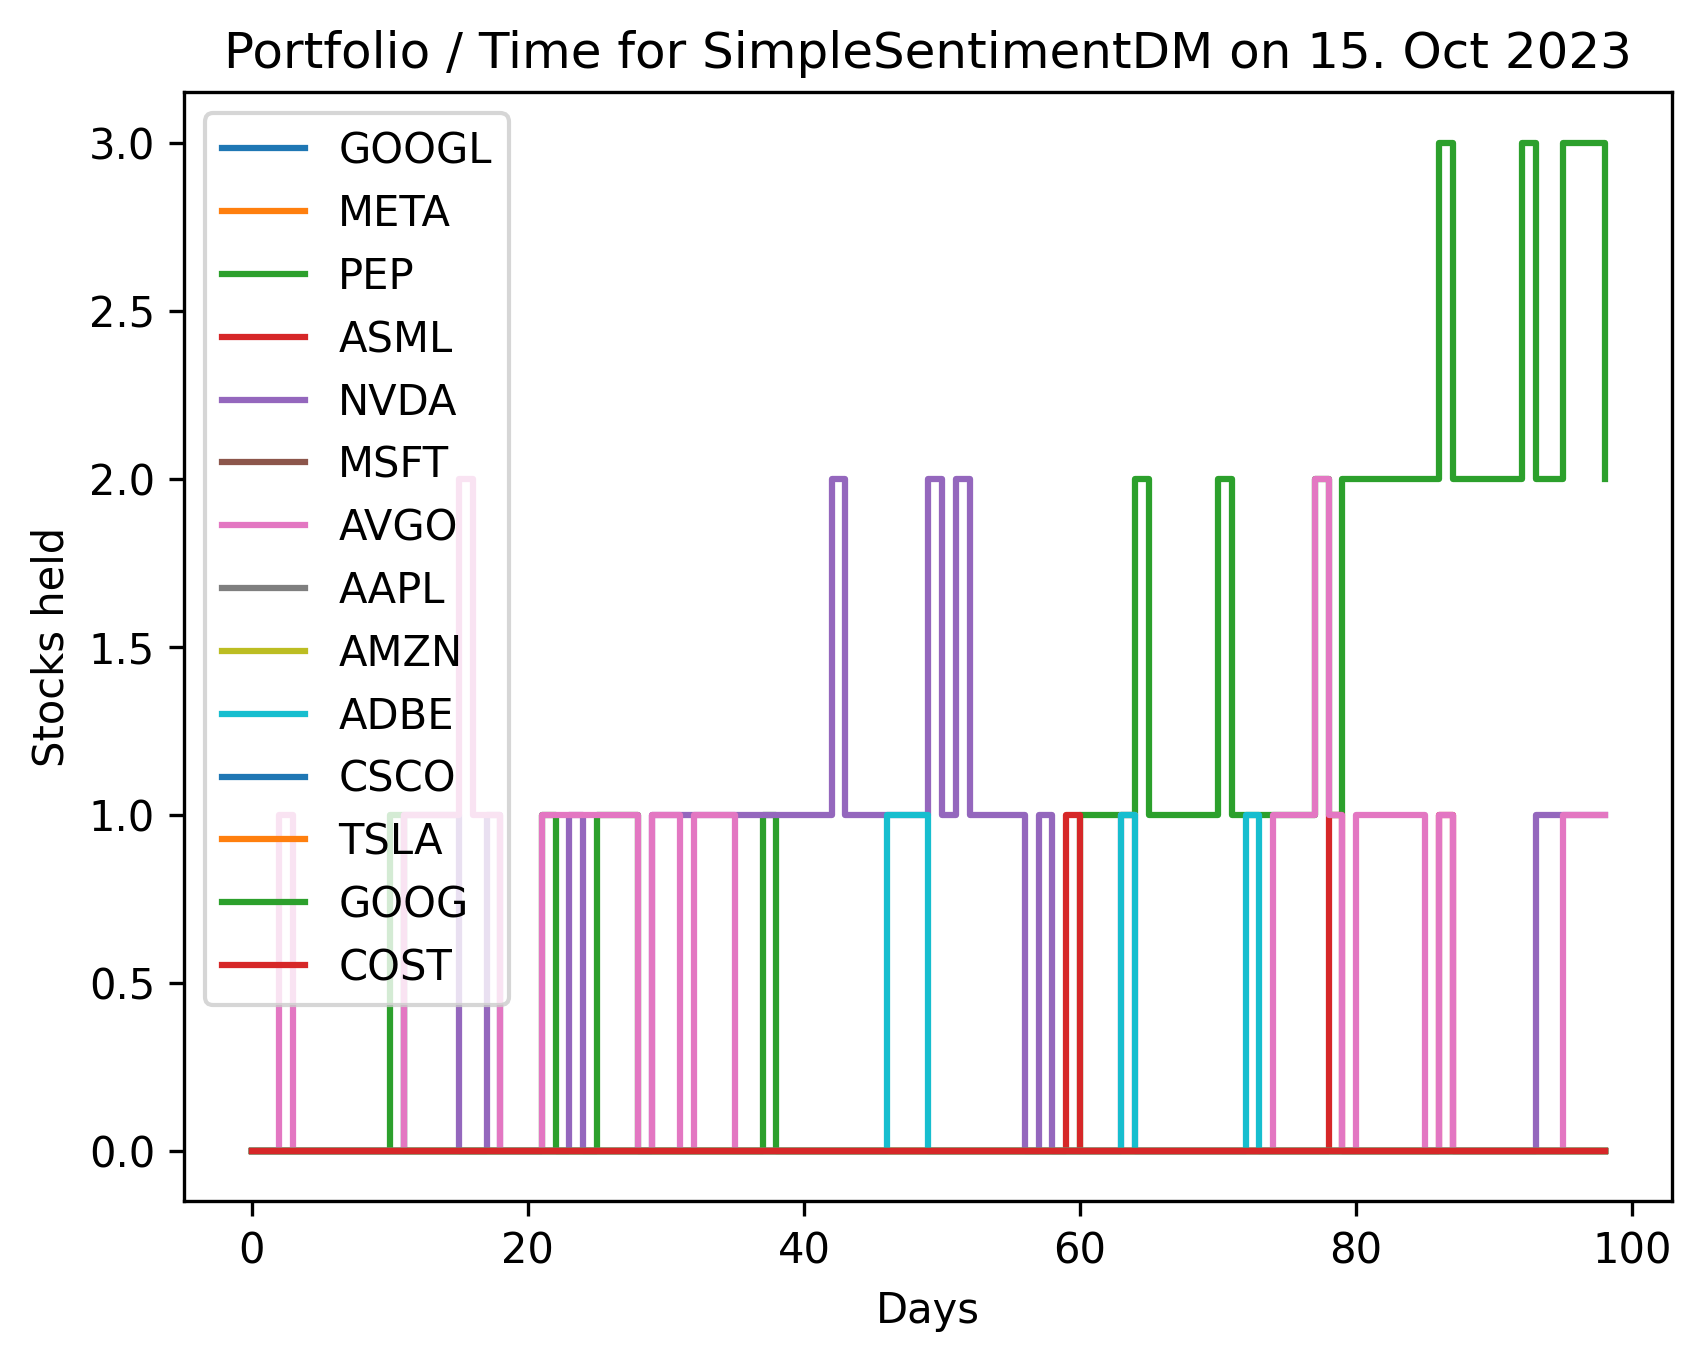 Portfolio / Time for SimpleSentimentDM on 15. Oct 2023
GOOGL
META
PEP
ASML
NVDA
MSFT
AVGO
AAPL
AMZN
ADBE
CSCO
TSLA
GOOG
COST
3.0
2.5
2.0
1.5
1.0
0.5
0.0
Stocks held
0 20 40 60 80 100
Days